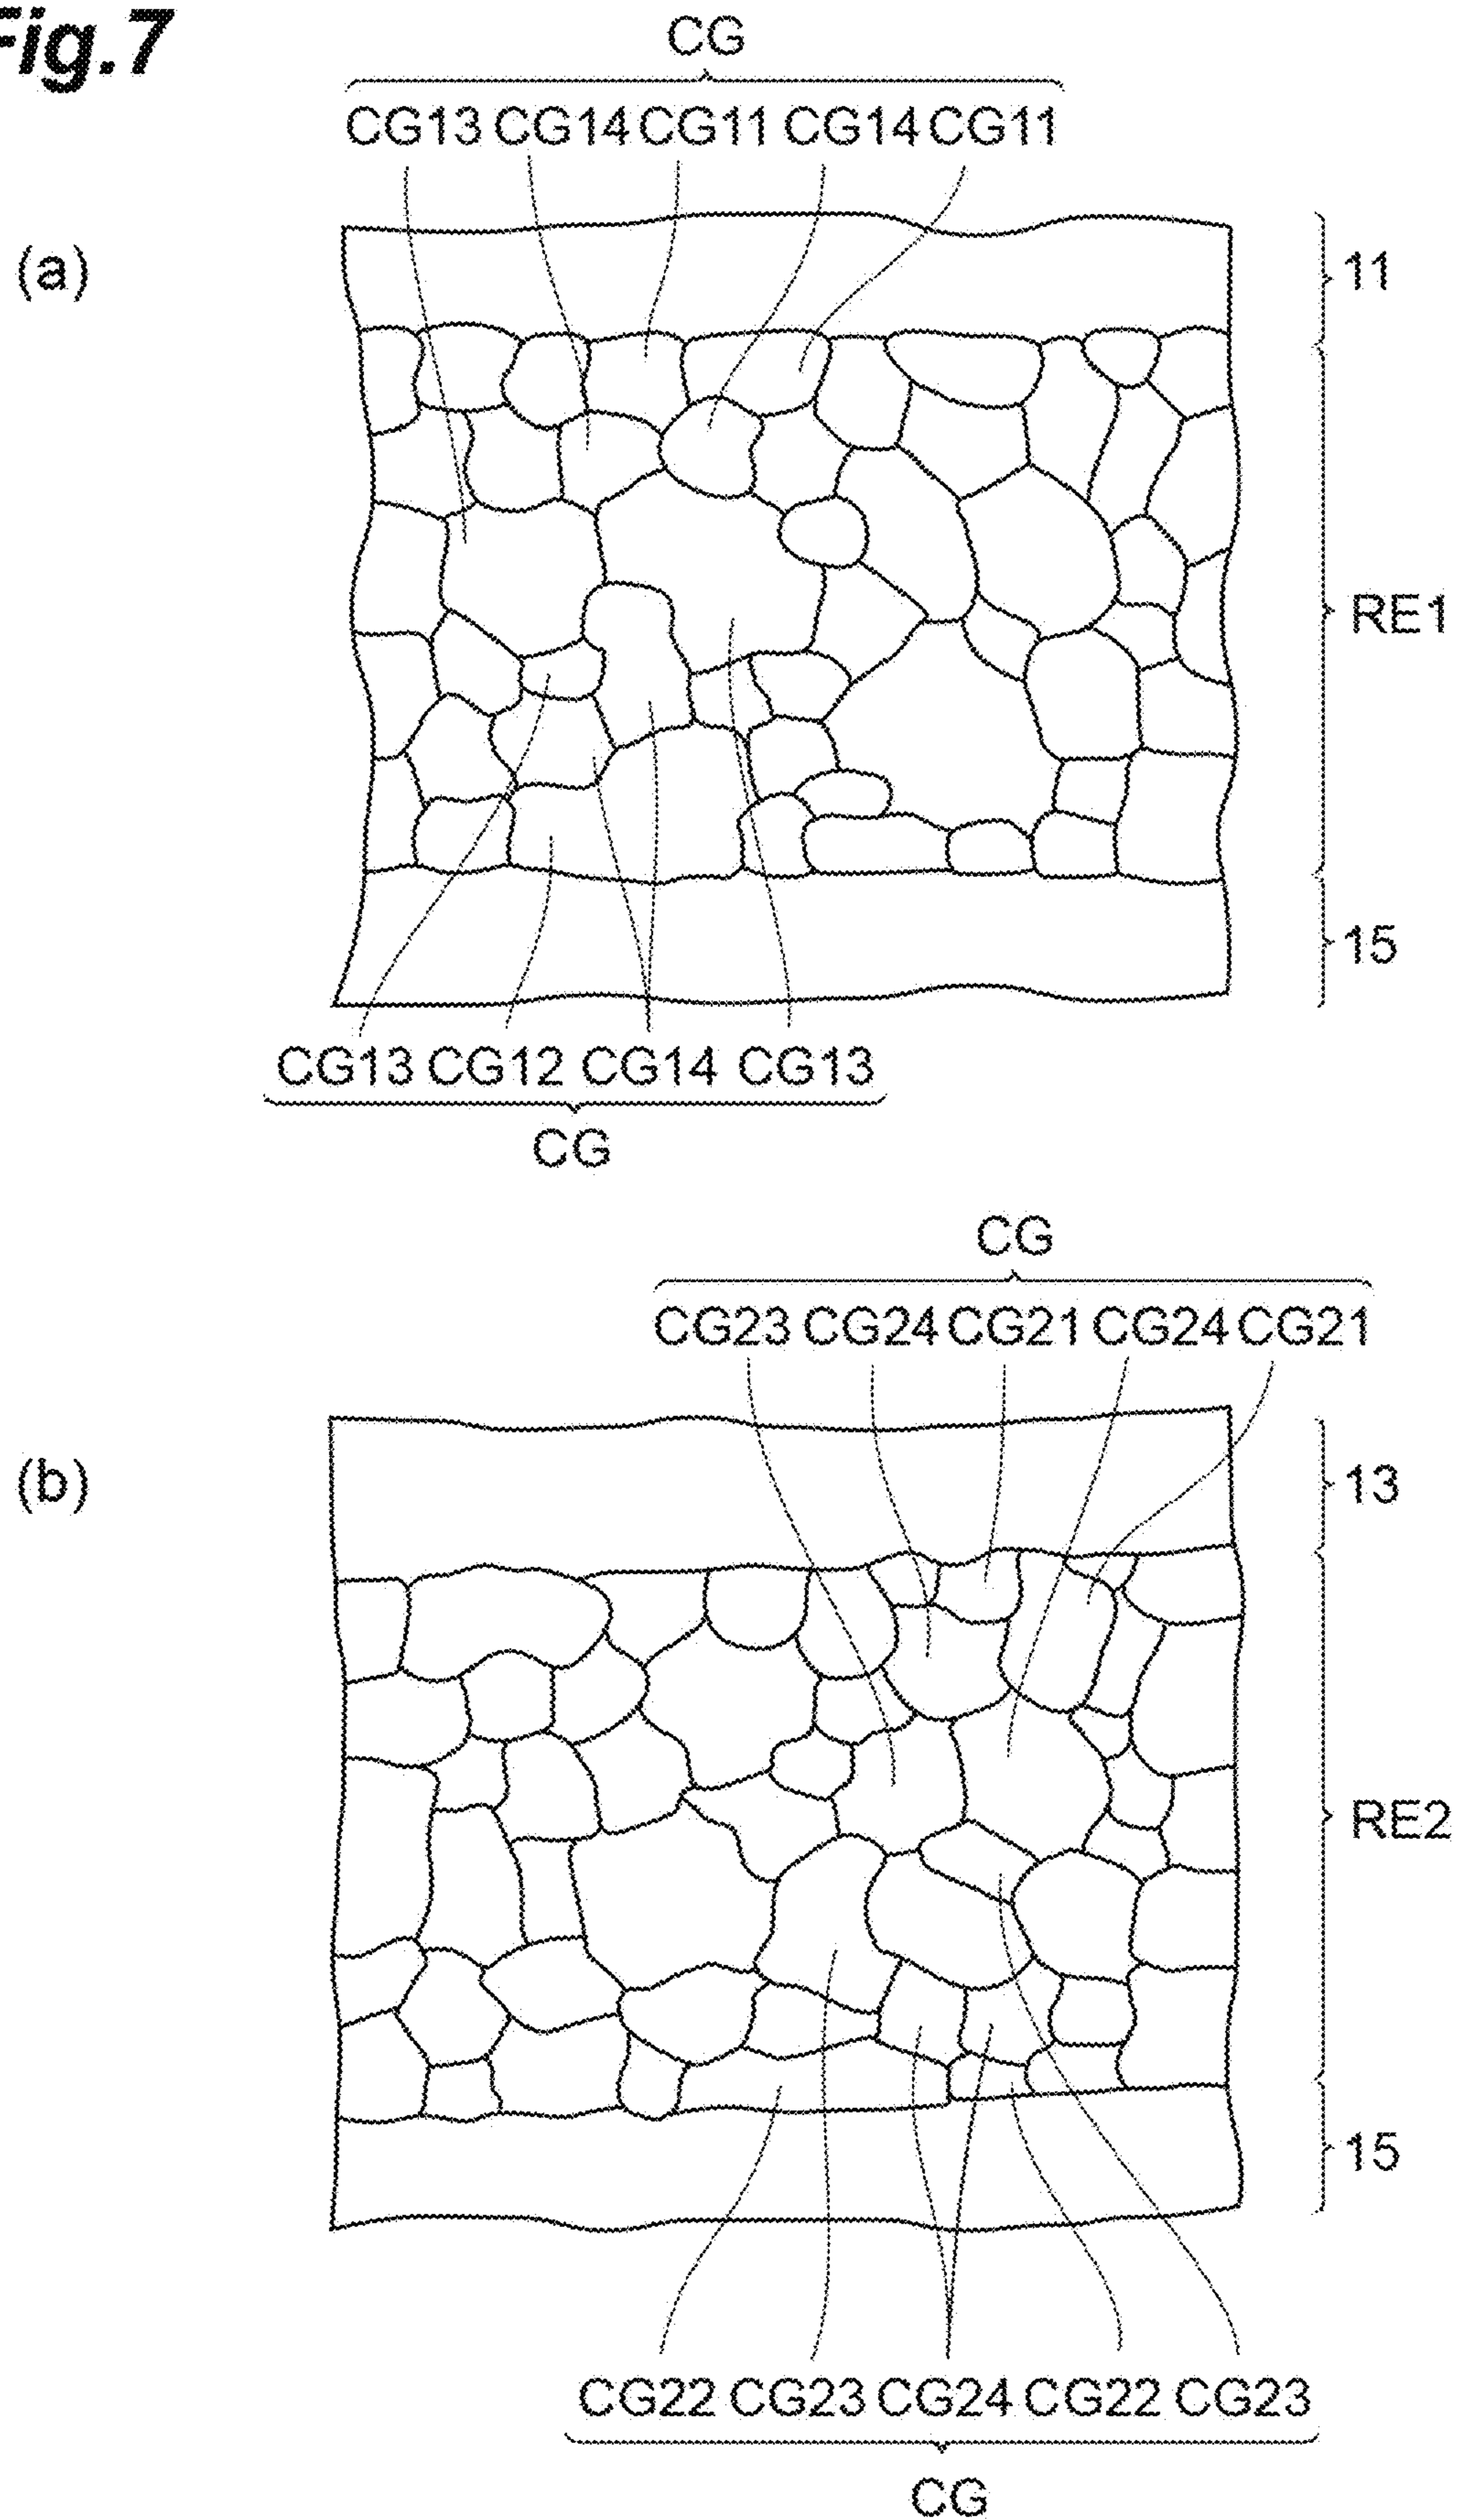 Fig.7
CG
CG13 CG14 CG11 CG14 CG11
(a)
11
RE1
15
CG13 CG12 CG14 CG13
CG
CG
CG23 CG24 CG21 CG24 CG21
(b)
13
RE2
15
CG22 CG23 CG24 CG22 CG23
CG